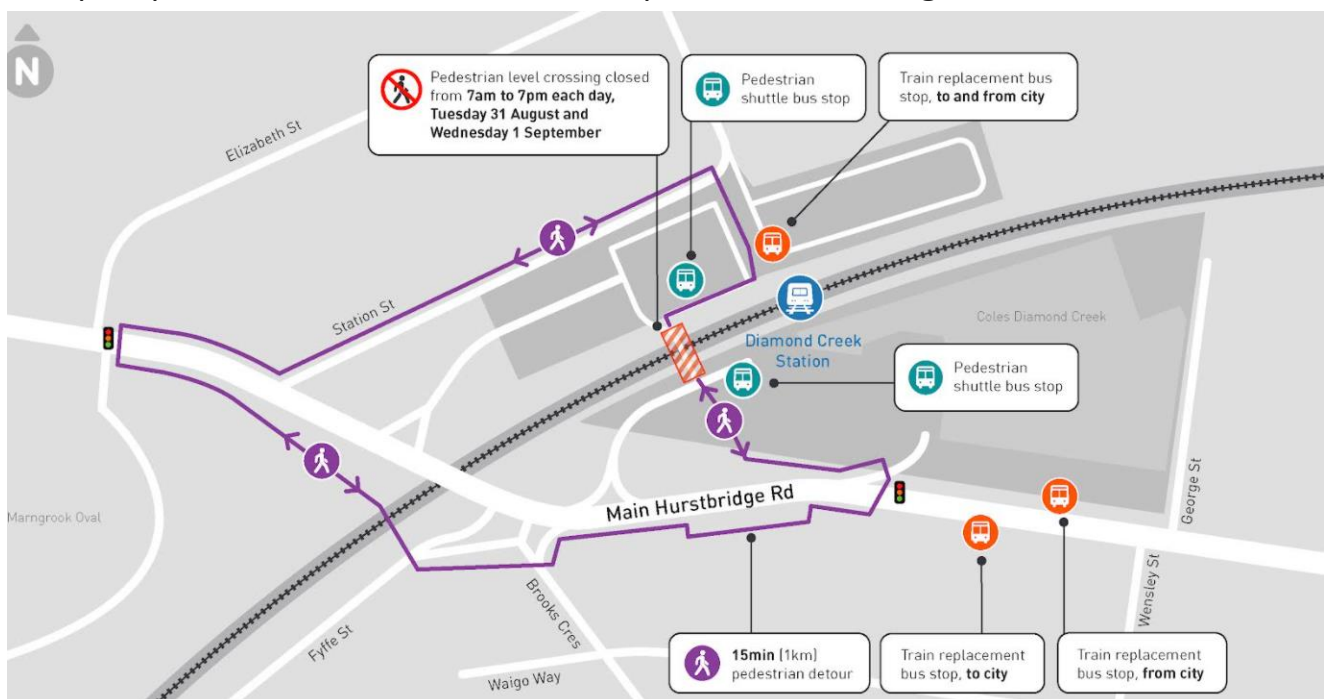 N
Pedestrian level crossing closed
from 7am to 7pm each day,
Tuesday 31 August and
Wednesday 1 September
Pedestrian
shuttle bus stop
Train replacement bus
stop, to and from city
Elizabeth St
Station St
Coles Diamond Creek
Diamond Creek
Station
Pedestrian
shuttle bus stop
George St
Main Hurstbridge Rd
Marngrook Oval
Wensley St
Brooks Cres
Fyffe St
Waigo Way
15min (1km)
pedestrian detour
Train replacement
bus stop, to city
Train replacement
bus stop, from city